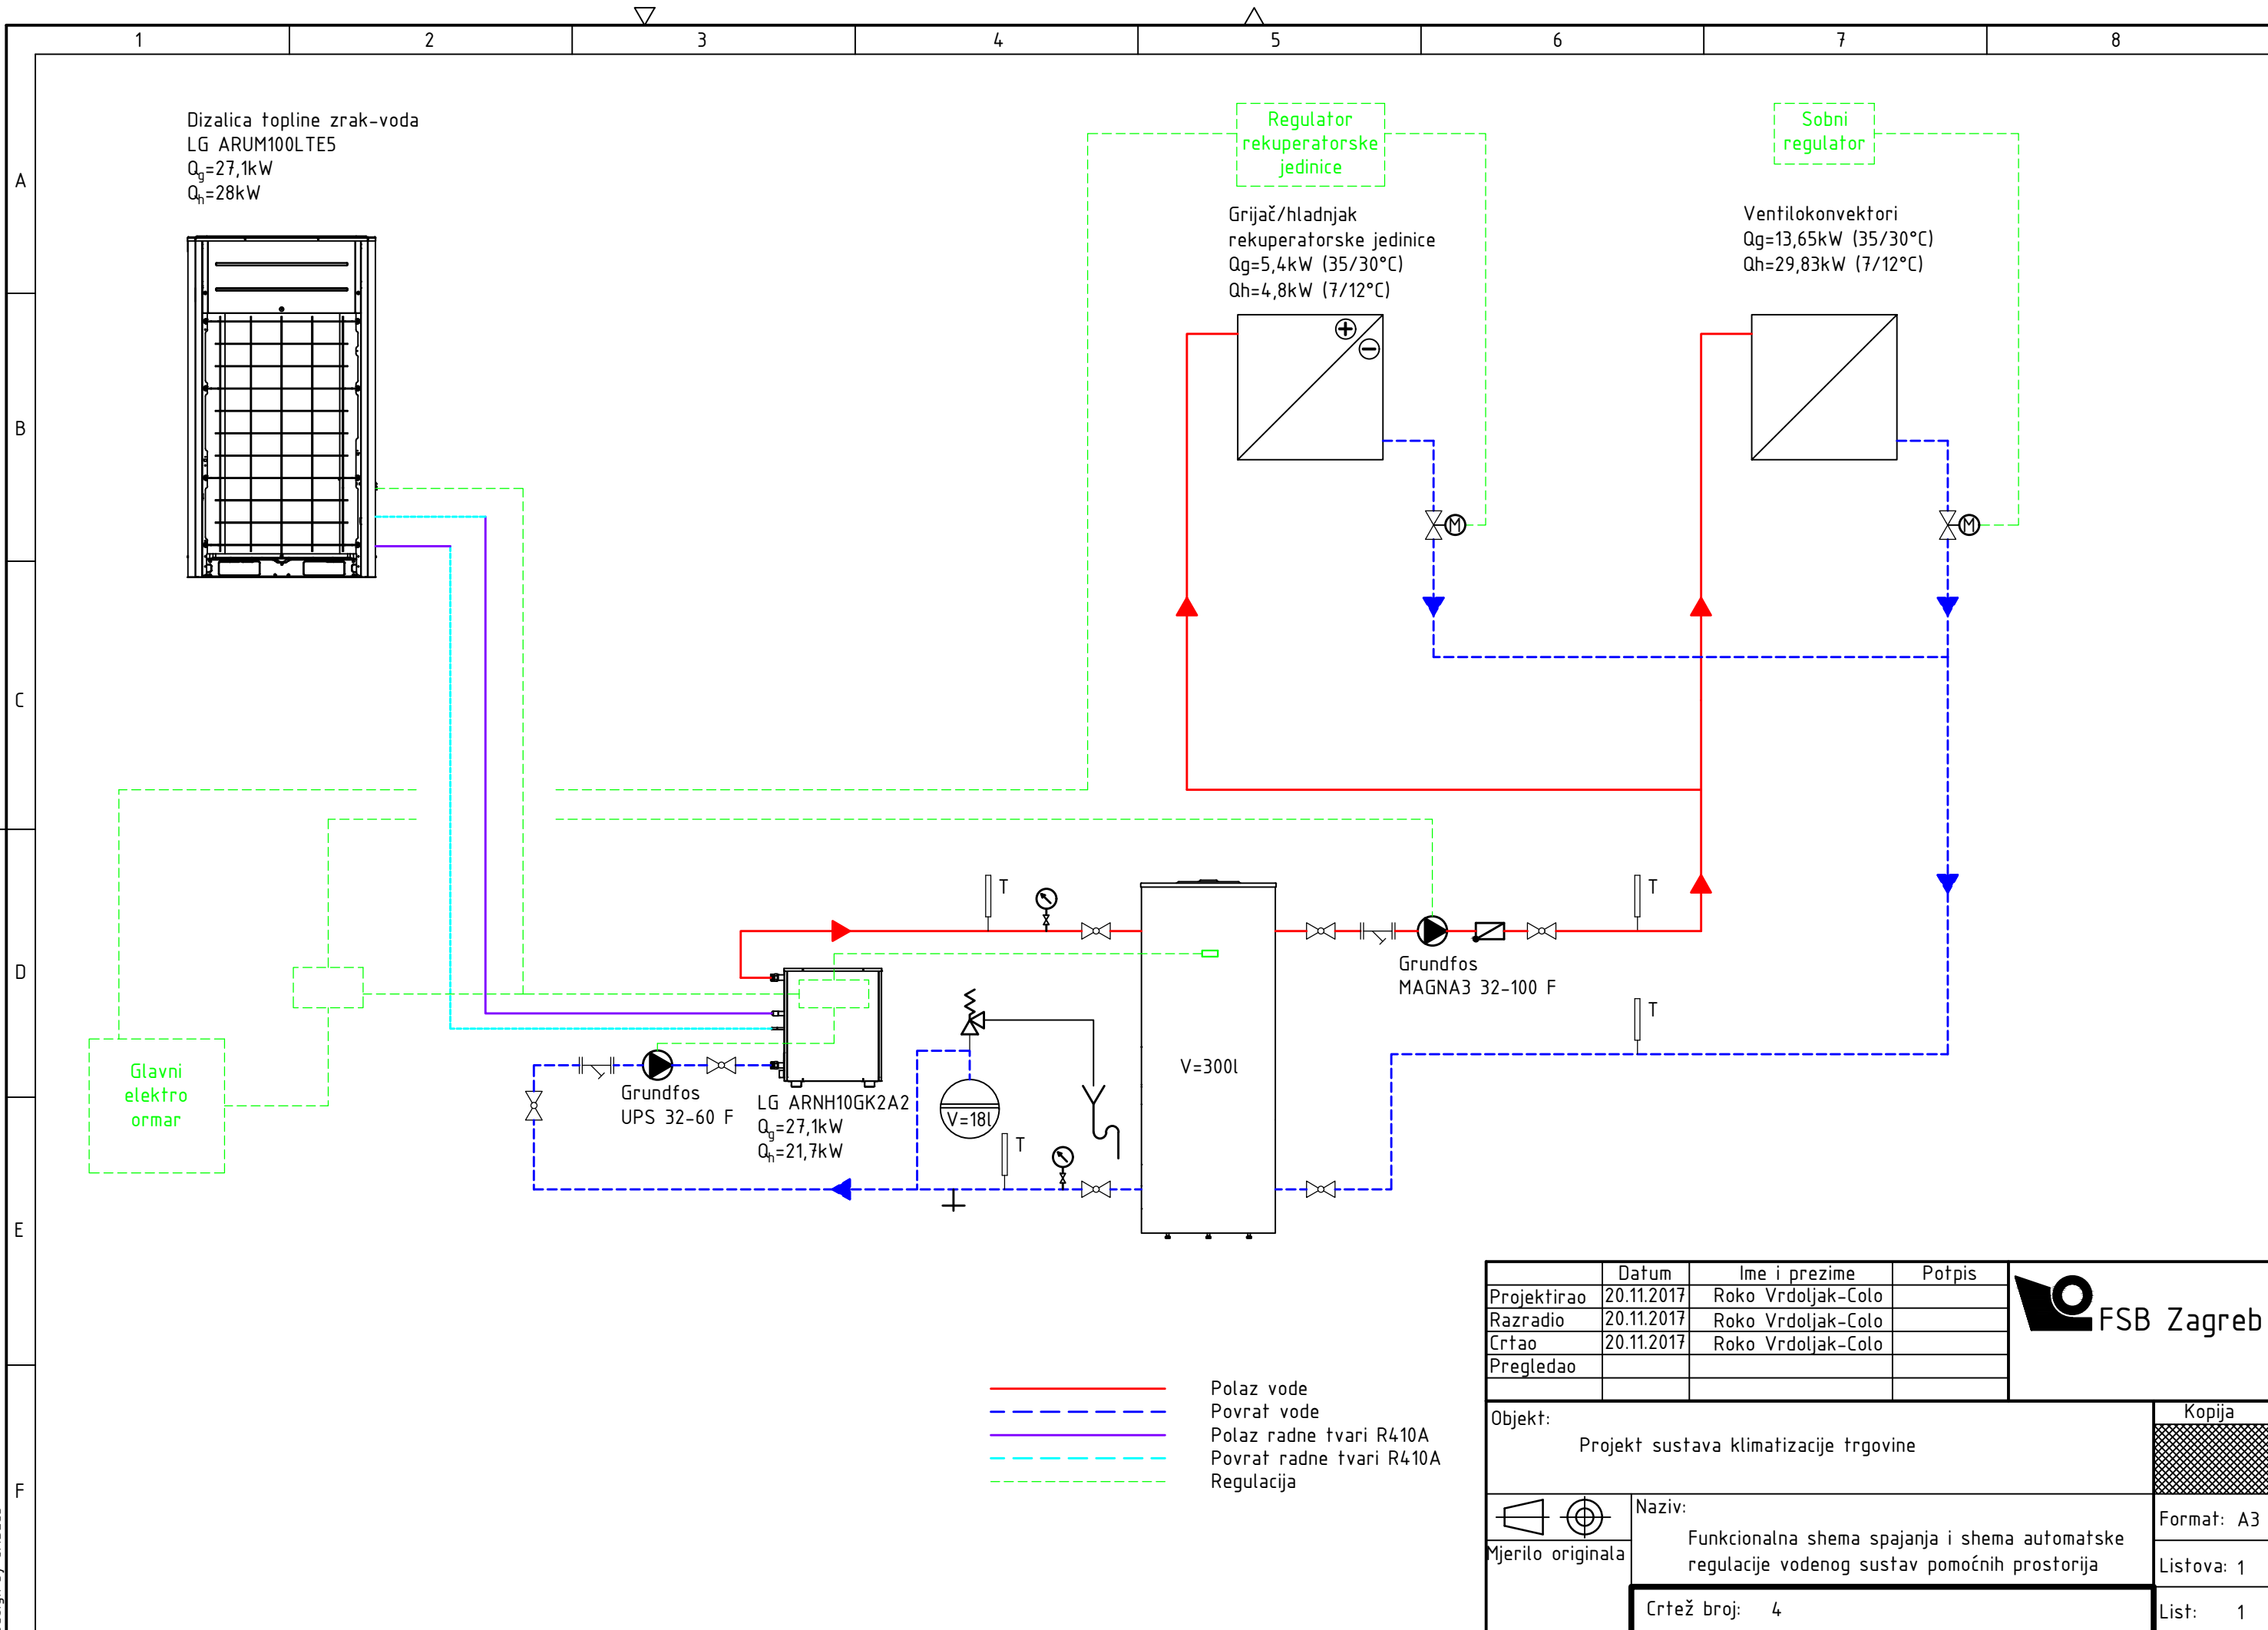 1
2
3
4
5
6
7
8
A
B
C
D
E
F
Dizalica topline zrak-voda
LG ARUM100LTE5
Qg=27,1kW
Qh=28kW
Regulator
rekuperatorske
jedinice
Sobni
regulator
Grijač/hladnjak
rekuperatorske jedinice
Qg=5,4kW (35/30°C)
Qh=4,8kW (7/12°C)
Ventilokonvektori
Qg=13,65kW (35/30°C)
Qh=29,83kW (7/12°C)
M
M
T
T
Grundfos
MAGNA3 32-100 F
T
V=300l
Glavni
elektro
ormar
Grundfos
UPS 32-60 F
LG ARNH10GK2A2
Qg=27,1kW
Qh=21,7kW
V=18l
T
Polaz vode
Povrat vode
Polaz radne tvari R410A
Povrat radne tvari R410A
Regulacija
Datum Ime i prezime Potpis
Projektirao 20.11.2017 Roko Vrdoljak-Colo
Razradio 20.11.2017 Roko Vrdoljak-Colo
Crtao 20.11.2017 Roko Vrdoljak-Colo
Pregledao
FSB Zagreb
Objekt:
Projekt sustava klimatizacije trgovine
Kopija
Naziv:
Funkcionalna shema spajanja i shema automatske
regulacije vodenog sustav pomoćnih prostorija
Mjerilo originala
Format: A3
Listova: 1
Crtež broj: 4
List: 1